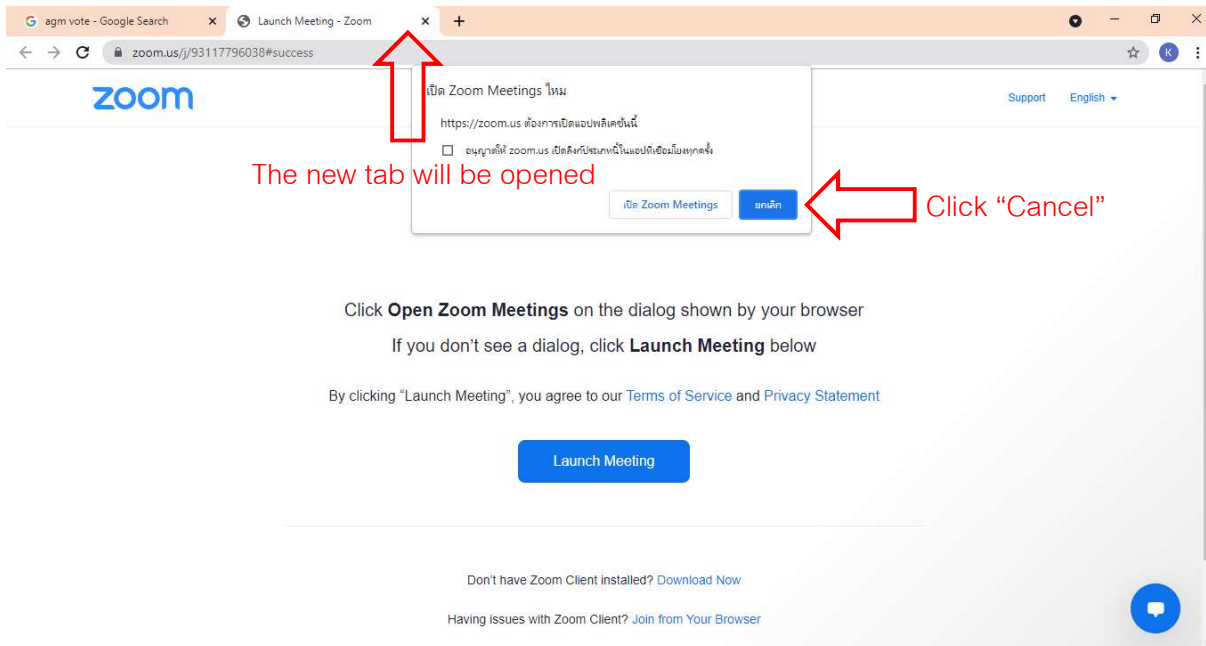 agm vote - Google Search
Launch Meeting - Zoom
zoom.us/j/93117796038#success
K
zoom
Support
English
เปิด Zoom Meetings ไหม
https://zoom.us ต้องการเปิดแอปพลิเคชันนี้
อนุญาตให้ zoom.us เปิดลิงก์ประเภทนี้ในแอปที่เชื่อมโยงทุกครั้ง
The new tab will be opened
เปิด Zoom Meetings
ยกเลิก
Click “Cancel”
Click Open Zoom Meetings on the dialog shown by your browser
If you don’t see a dialog, click Launch Meeting below
By clicking “Launch Meeting”, you agree to our Terms of Service and Privacy Statement
Launch Meeting
Don’t have Zoom Client installed? Download Now
Having issues with Zoom Client? Join from Your Browser